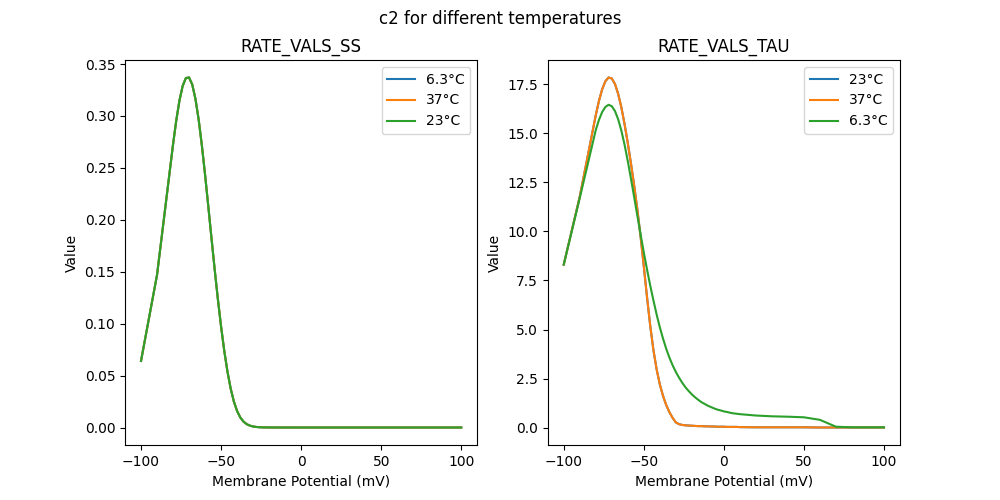 c2 for different temperatures
RATE_VALS_SS
0.35
0.30
0.25
0.20
0.15
0.10
0.05
0.00
Value
−100
−50
0
50
100
Membrane Potential (mV)
6.3°C
37°C
23°C
RATE_VALS_TAU
17.5
15.0
12.5
10.0
7.5
5.0
2.5
0.0
Value
−100
−50
0
50
100
Membrane Potential (mV)
23°C
37°C
6.3°C